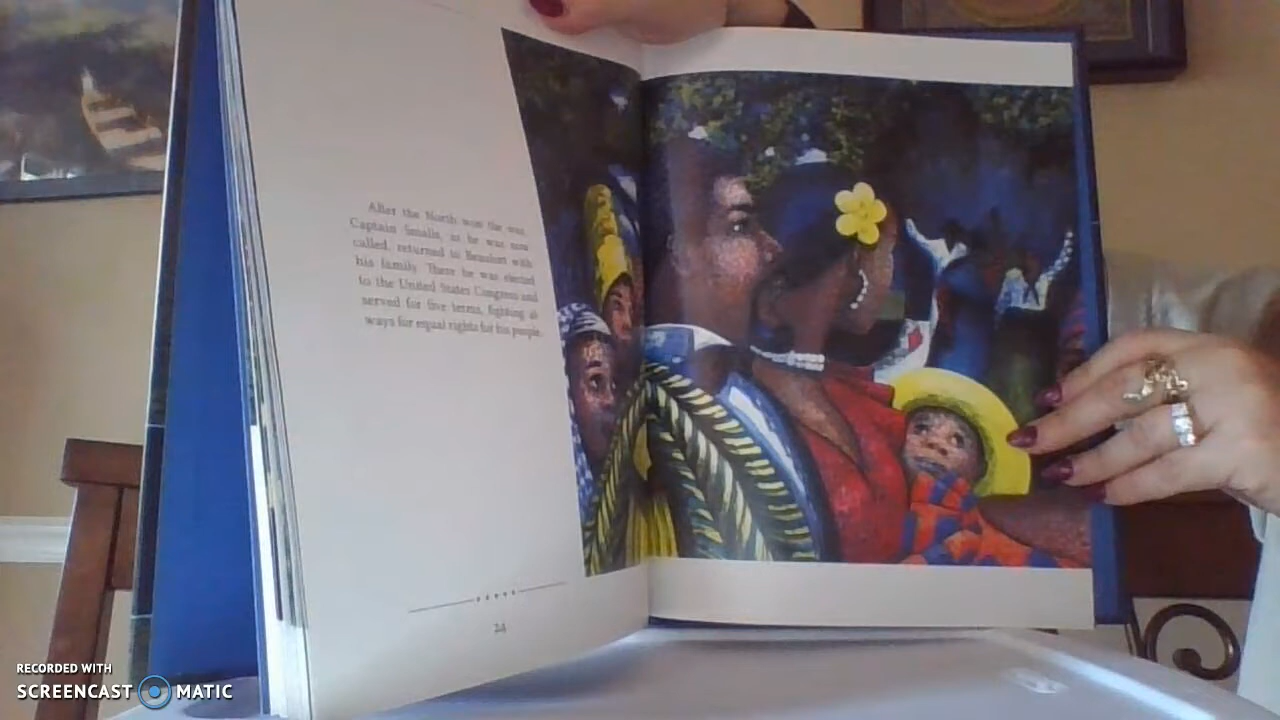 After the North won the war,
Captain Smalls, as he was now
called, returned to Beaufort with
his family. There he was elected
to the United States Congress and
served for five terms, fighting al-
ways for equal rights for his people.
24
RECORDED WITH
SCREENCAST MATIC